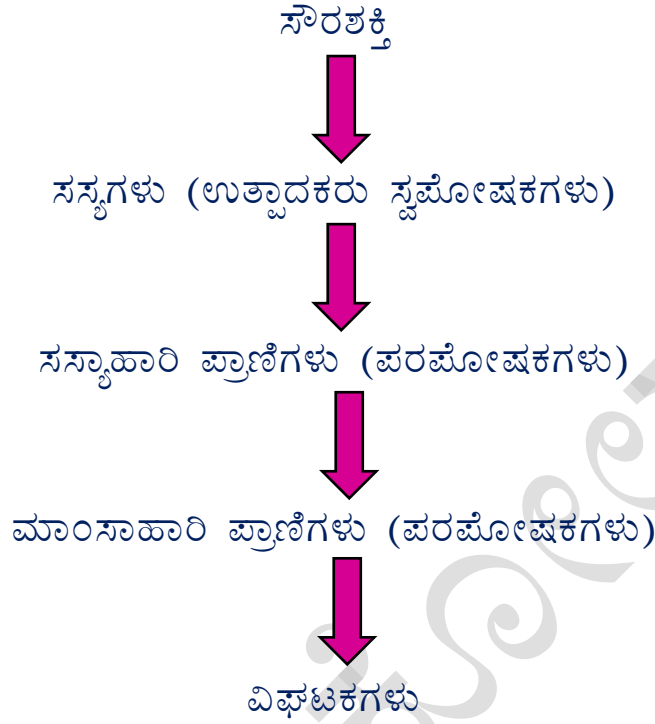 ಸೌರಶಕ್ತಿ
ಸಸ್ಯಗಳು (ಉತ್ಪಾದಕರು ಸ್ವಪೋಷಕಗಳು)
ಸಸ್ಯಾಹಾರಿ ಪ್ರಾಣಿಗಳು (ಪರಪೋಷಕಗಳು)
ಮಾಂಸಾಹಾರಿ ಪ್ರಾಣಿಗಳು (ಪರಪೋಷಕಗಳು)
ವಿಘಟಕಗಳು